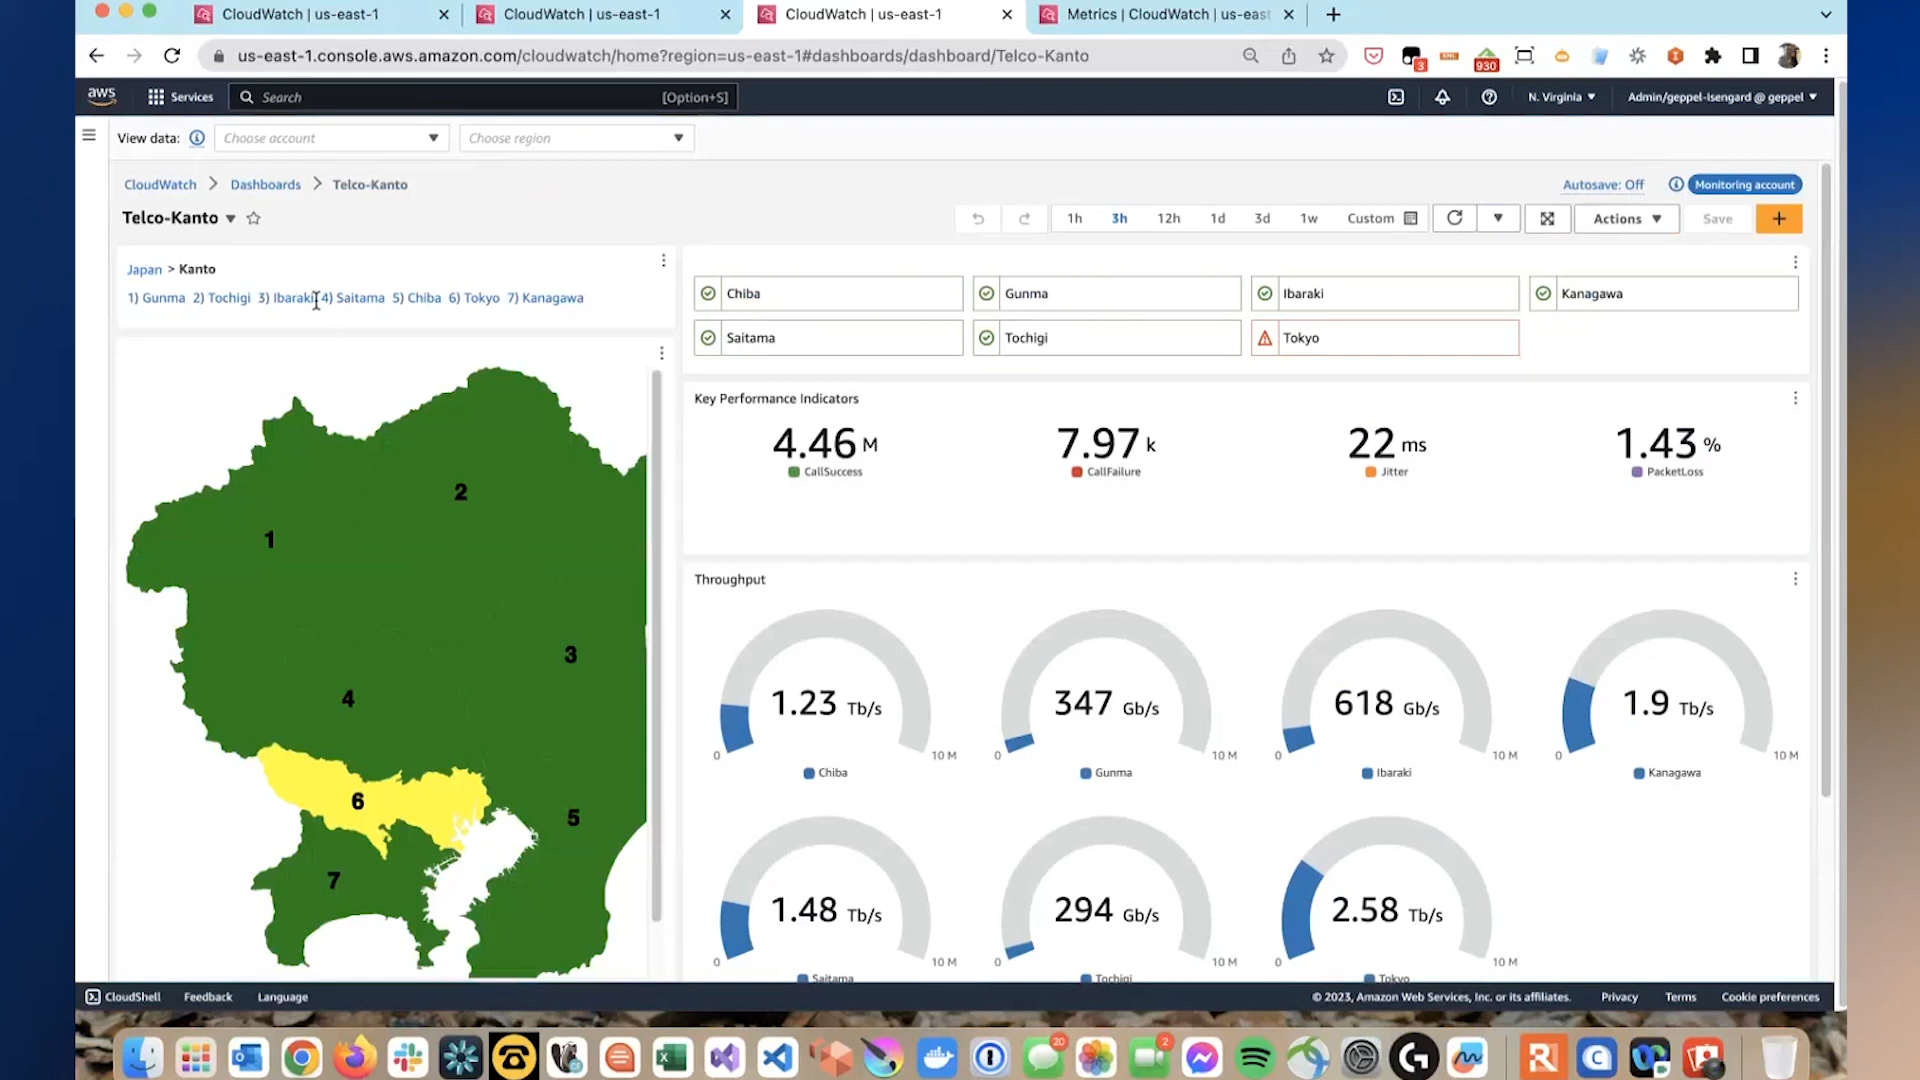 CloudWatch | us-east-1
CloudWatch | us-east-1
CloudWatch | us-east-1
Metrics | CloudWatch | us-east
us-east-1.console.aws.amazon.com/cloudwatch/home?region=us-east-1#dashboards/dashboard/Telco-Kanto
3
930
aws
Services
Search
[Option+S]
N. Virginia
Admin/geppel-Isengard @ geppel
View data:
Choose account
Choose region
CloudWatch > Dashboards > Telco-Kanto
Autosave: Off
Monitoring account
Telco-Kanto
1h
3h
12h
1d
3d
1w
Custom
Actions
Save
Japan > Kanto
1) Gunma 2) Tochigi 3) Ibaraki 4) Saitama 5) Chiba 6) Tokyo 7) Kanagawa
1
2
3
4
5
6
7
Chiba
Gunma
Ibaraki
Kanagawa
Saitama
Tochigi
Tokyo
Key Performance Indicators
4.46 M
CallSuccess
7.97 k
CallFailure
22 ms
Jitter
1.43 %
PacketLoss
Throughput
1.23 Tb/s
0
10 M
Chiba
347 Gb/s
0
10 M
Gunma
618 Gb/s
0
10 M
Ibaraki
1.9 Tb/s
0
10 M
Kanagawa
1.48 Tb/s
0
10 M
Saitama
294 Gb/s
0
10 M
Tochigi
2.58 Tb/s
0
10 M
Tokyo
CloudShell
Feedback
Language
© 2023, Amazon Web Services, Inc. or its affiliates.
Privacy
Terms
Cookie preferences
20
2